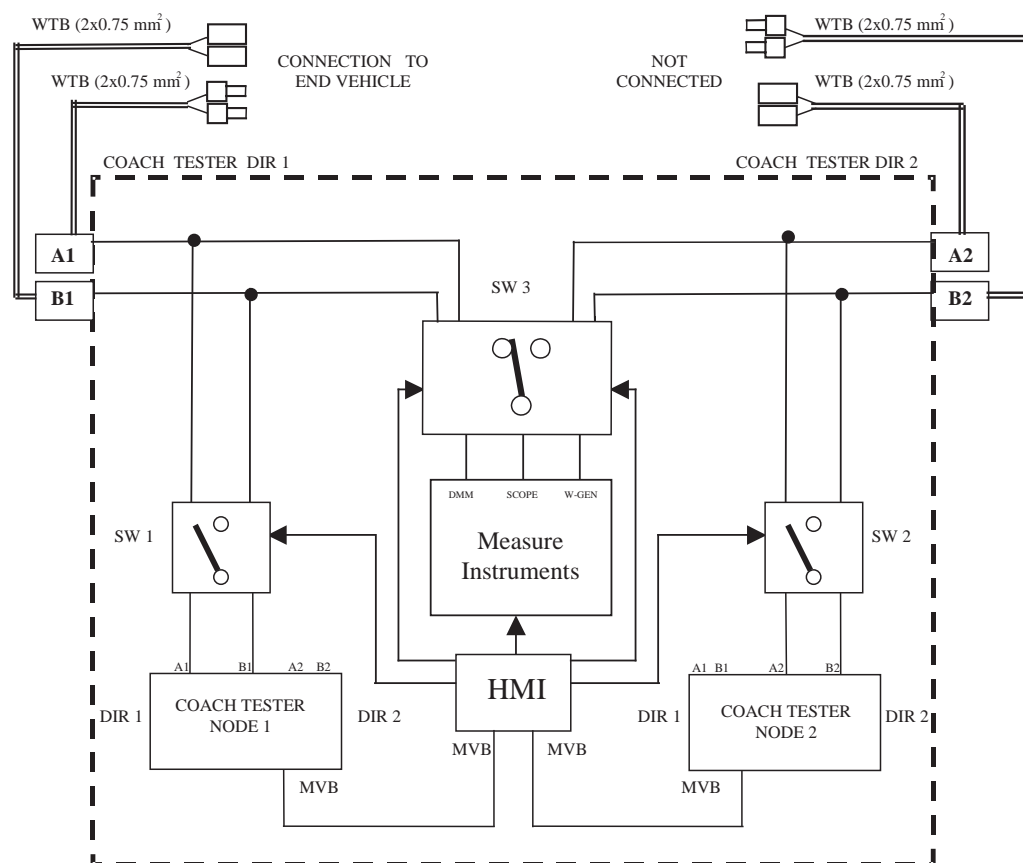 WTB (2x0.75 mm²)
WTB (2x0.75 mm²)
CONNECTION TO
END VEHICLE
NOT
CONNECTED
WTB (2x0.75 mm²)
WTB (2x0.75 mm²)
COACH TESTER DIR 1
COACH TESTER DIR 2
A1
B1
A2
B2
SW 3
DMM
SCOPE
W-GEN
Measure
Instruments
SW 1
SW 2
HMI
A1
B1
A2
B2
DIR 1
COACH TESTER
NODE 1
DIR 2
A1
B1
A2
B2
DIR 1
COACH TESTER
NODE 2
DIR 2
MVB
MVB
MVB
MVB